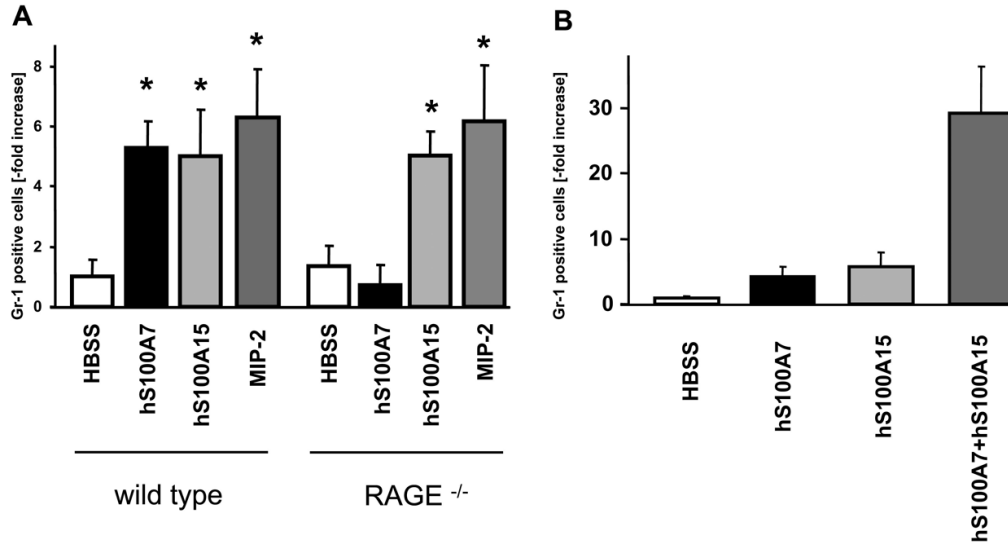 A
Gr-1 positive cells [-fold increase]
8
6
4
2
0
*
*
*
*
*
HBSS
hS100A7
hS100A15
MIP-2
HBSS
hS100A7
hS100A15
MIP-2
wild type
RAGE -/-
B
Gr-1 positive cells [-fold increase]
30
20
10
0
HBSS
hS100A7
hS100A15
hS100A7+hS100A15